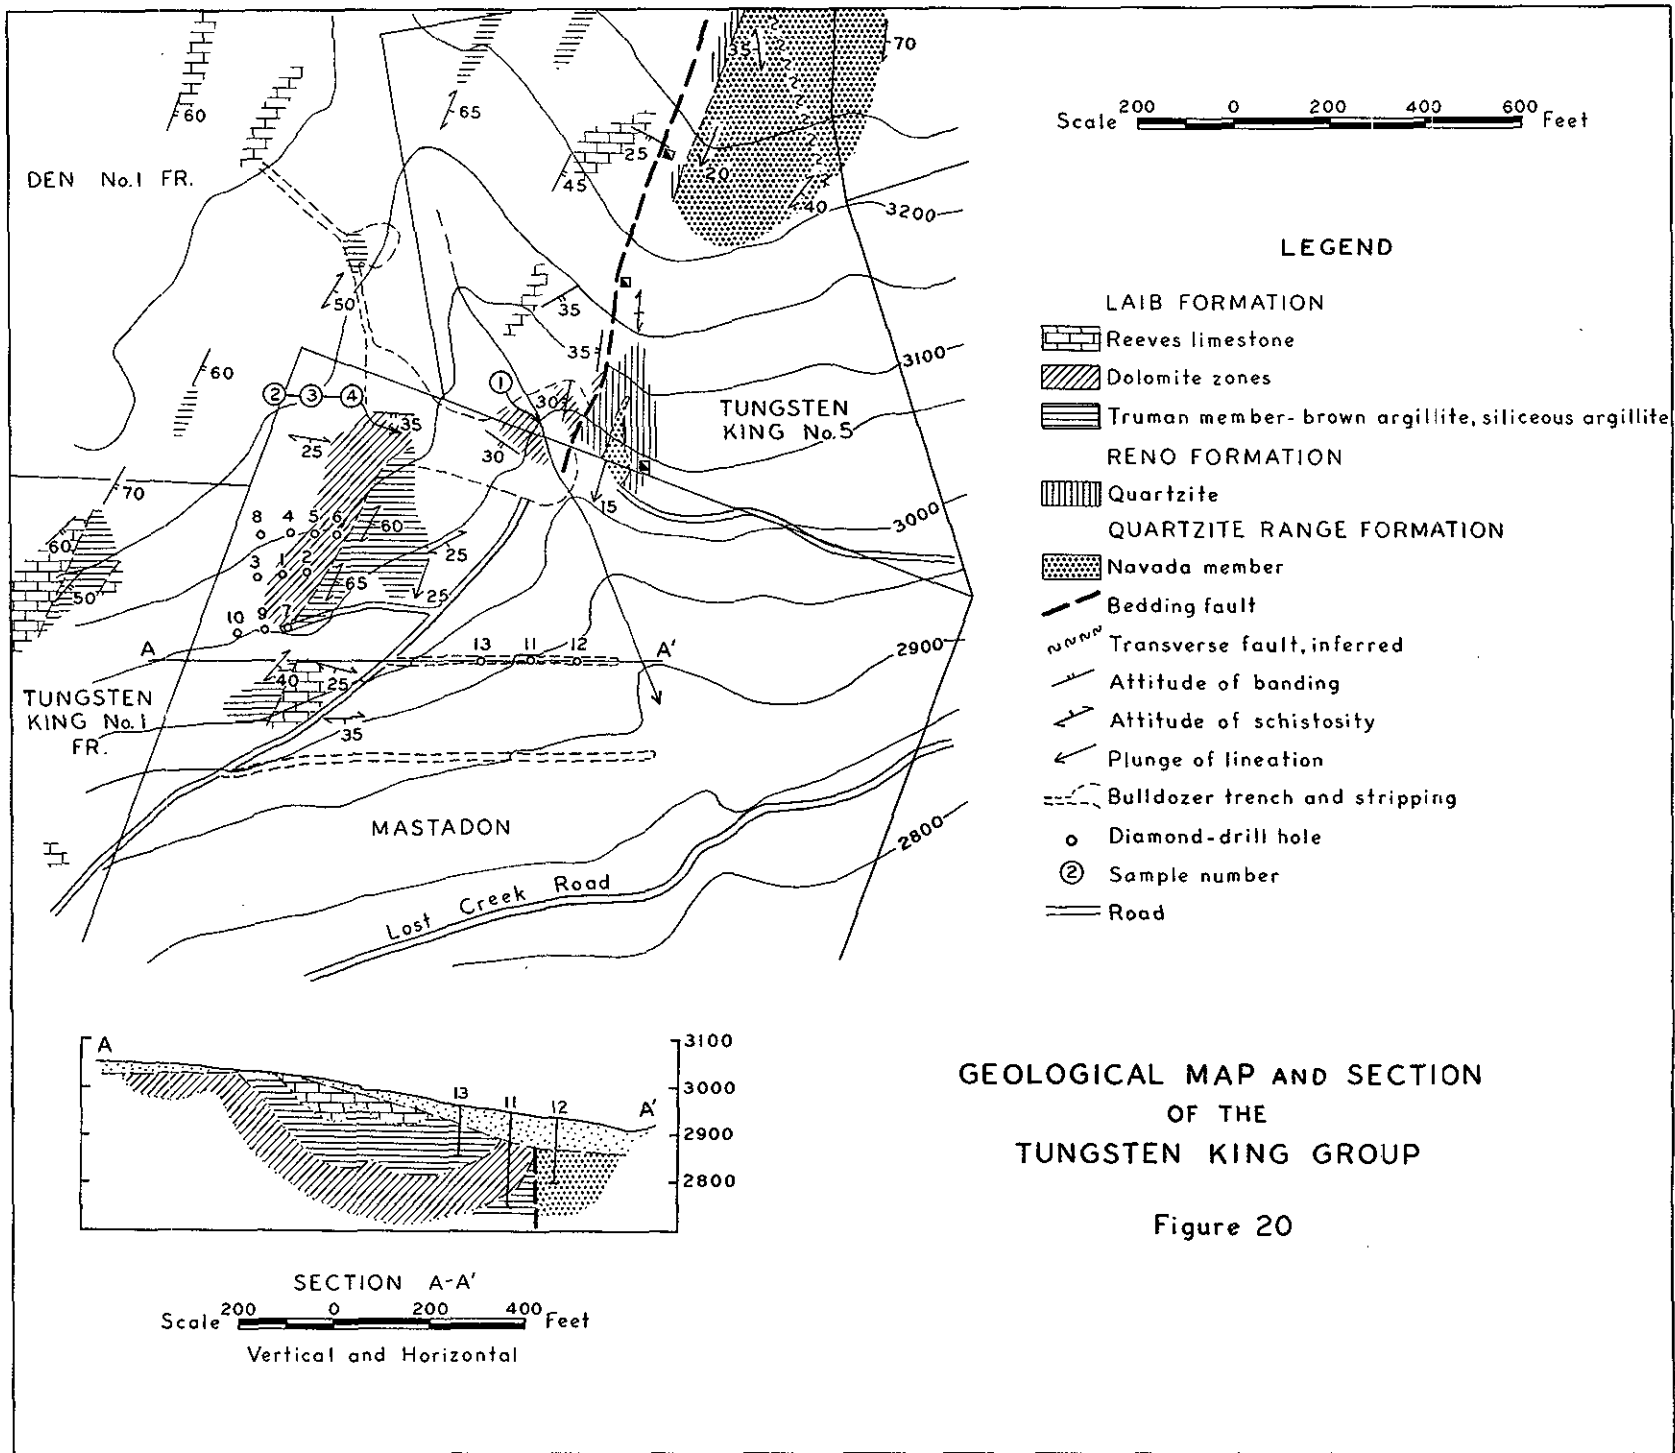 35
70
60
65
25
45
20
40
DEN No.1 FR.
3200
50
35
35
3100
60
2 3 4
1
30
35
25
30
TUNGSTEN
KING No.5
15
70
3000
8 4 5 6
60
60
25
3 1 2
65
50
25
10 9 7
2900
A
13 11 12
A'
40
25
TUNGSTEN
KING No.1
FR.
35
MASTADON
2800
Lost Creek Road
Scale 200 0 200 400 600 Feet
LEGEND
LAIB FORMATION
Reeves limestone
Dolomite zones
Truman member- brown argillite, siliceous argillite
RENO FORMATION
Quartzite
QUARTZITE RANGE FORMATION
Navada member
Bedding fault
Transverse fault, inferred
Attitude of banding
Attitude of schistosity
Plunge of lineation
Bulldozer trench and stripping
Diamond-drill hole
2 Sample number
Road
A
3100
3000
13
11
12
A'
2900
2800
SECTION A-A'
Scale 200 0 200 400 Feet
Vertical and Horizontal
GEOLOGICAL MAP AND SECTION
OF THE
TUNGSTEN KING GROUP
Figure 20